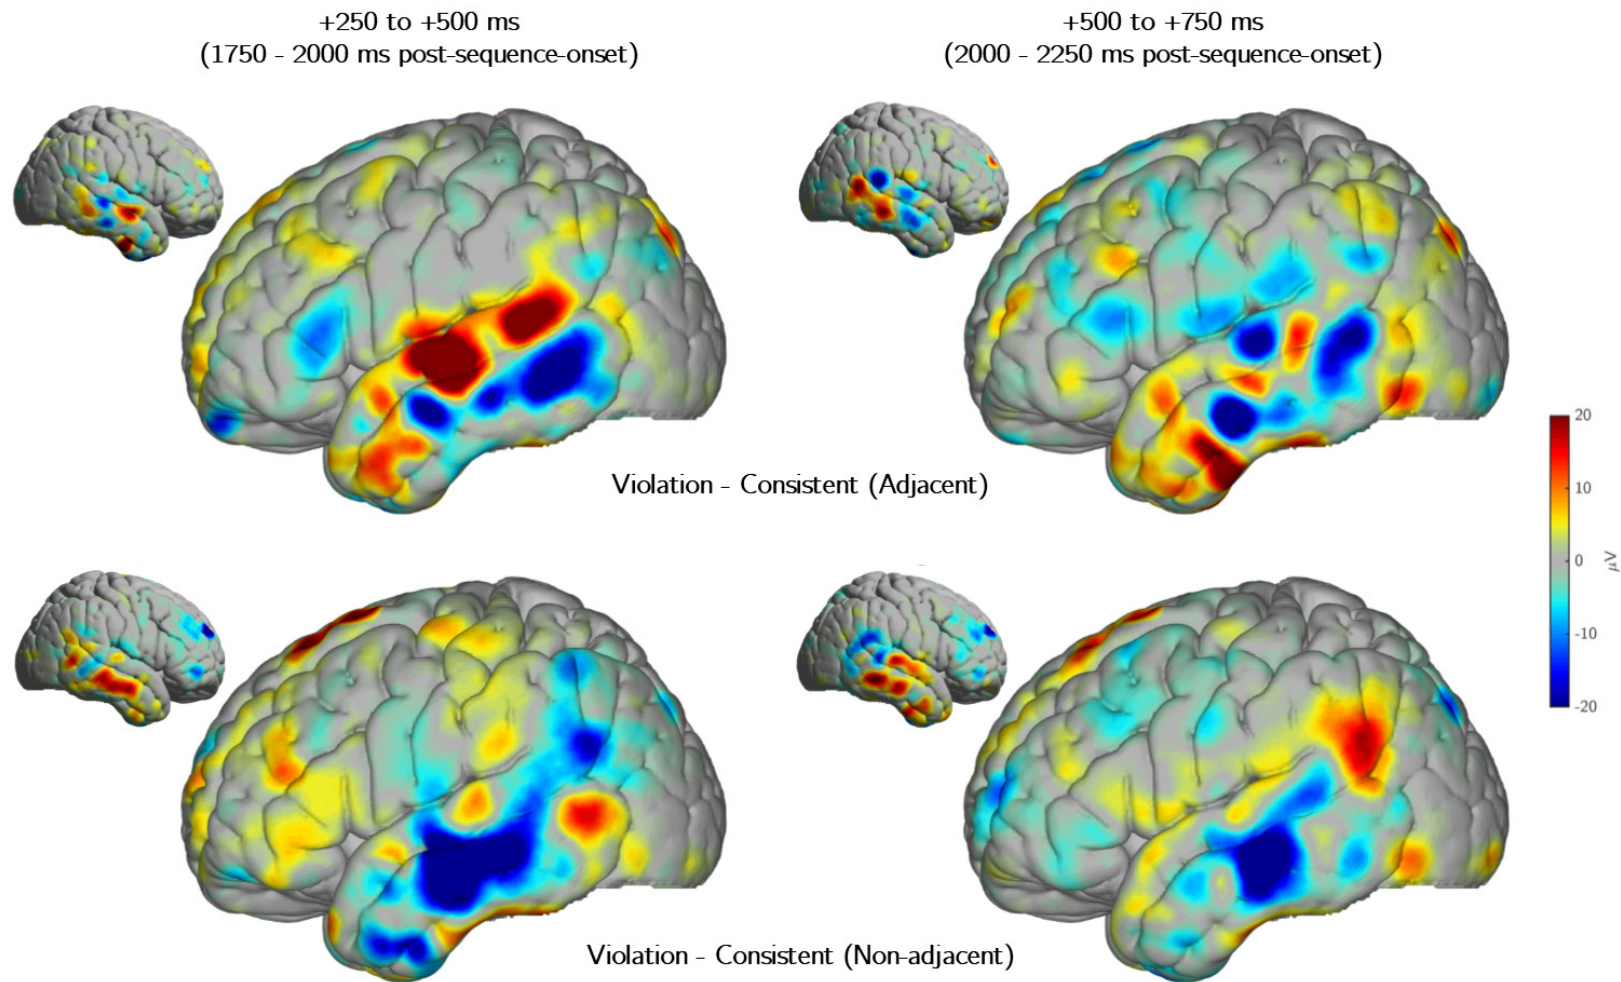 +250 to +500 ms
(1750 - 2000 ms post-sequence-onset)
+500 to +750 ms
(2000 - 2250 ms post-sequence-onset)
Violation - Consistent (Adjacent)
20
10
0
-10
-20
μV
Violation - Consistent (Non-adjacent)